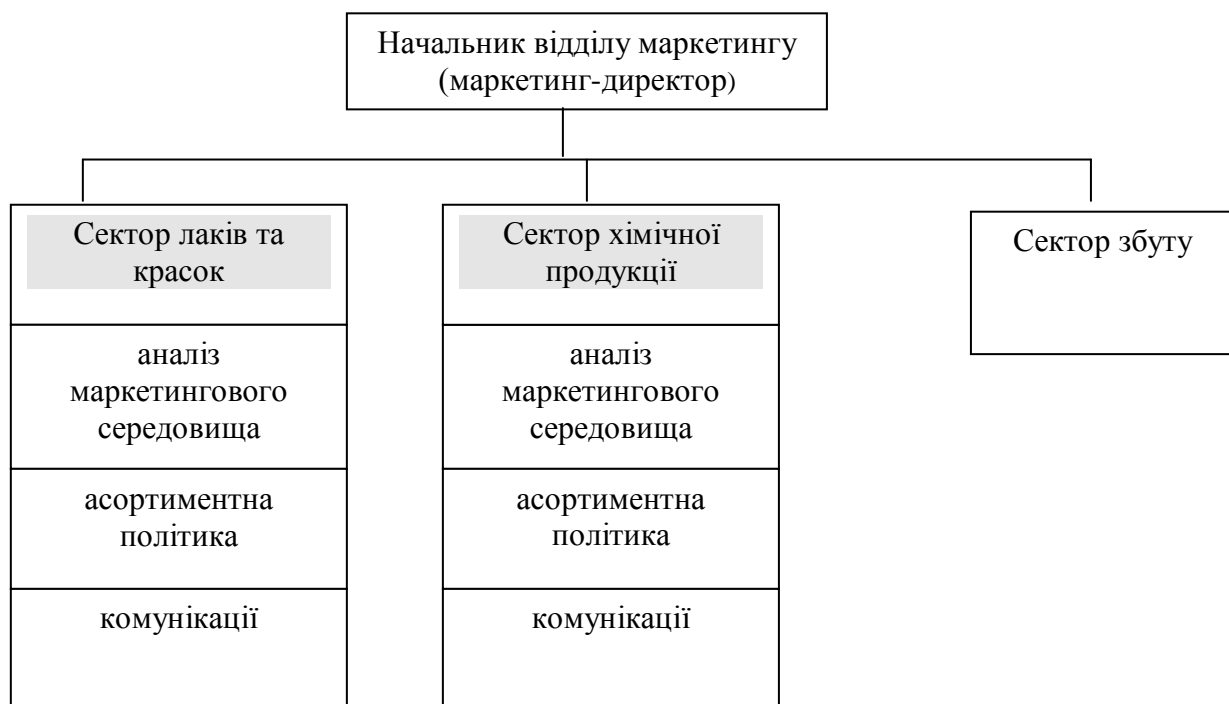 Начальник відділу маркетингу
(маркетинг-директор)
Сектор лаків та
красок
аналіз
маркетингового
середовища
асортиментна
політика
комунікації
Сектор хімічної
продукції
аналіз
маркетингового
середовища
асортиментна
політика
комунікації
Сектор збуту